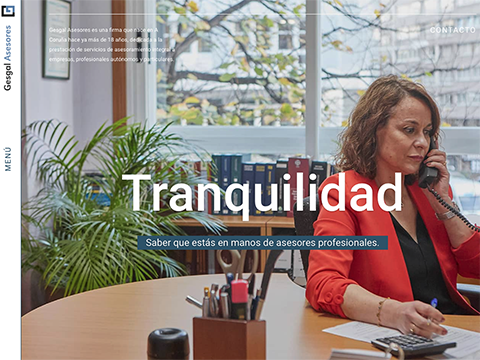 Gesgal Asesores
MENÚ
Gesgal Asesores es una firma que nace en A
Coruña hace ya más de 18 años, dedicada a la
prestación de servicios de asesoramiento integral a
empresas, profesionales autónomos y particulares.
CONTACTO
Tranquilidad
Saber que estás en manos de asesores profesionales.